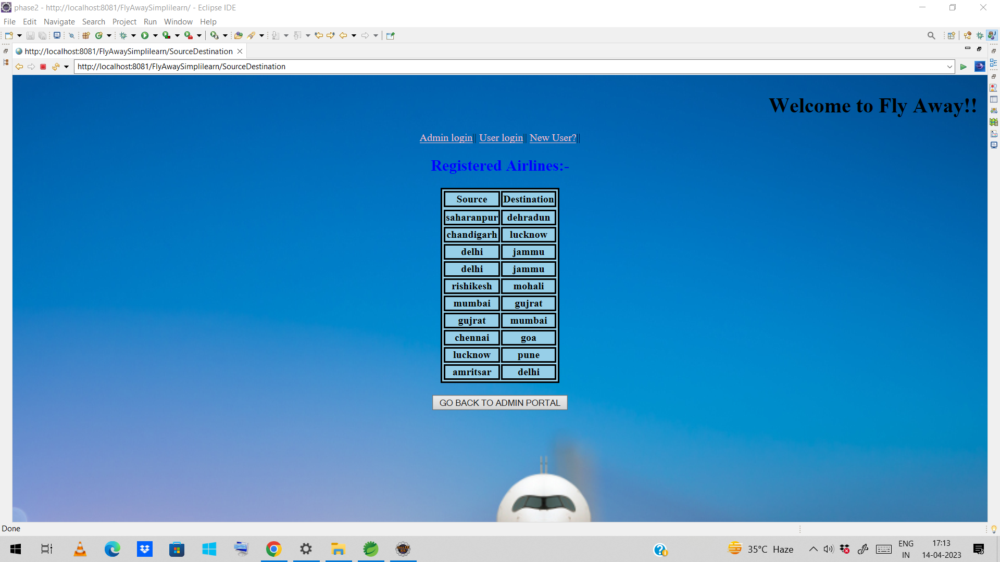 phase2 - http://localhost:8081/FlyAwaySimplilearn/ - Eclipse IDE
File Edit Navigate Search Project Run Window Help
http://localhost:8081/FlyAwaySimplilearn/SourceDestination
http://localhost:8081/FlyAwaySimplilearn/SourceDestination
Welcome to Fly Away!!
Admin login|| User login|| New User?||
Registered Airlines:-
Source Destination
saharanpur dehradun
chandigarh lucknow
delhi jammu
delhi jammu
rishikesh mohali
mumbai gujrat
gujrat mumbai
chennai goa
lucknow pune
amritsar delhi
GO BACK TO ADMIN PORTAL
Done
35°C Haze
ENG
IN
17:13
14-04-2023